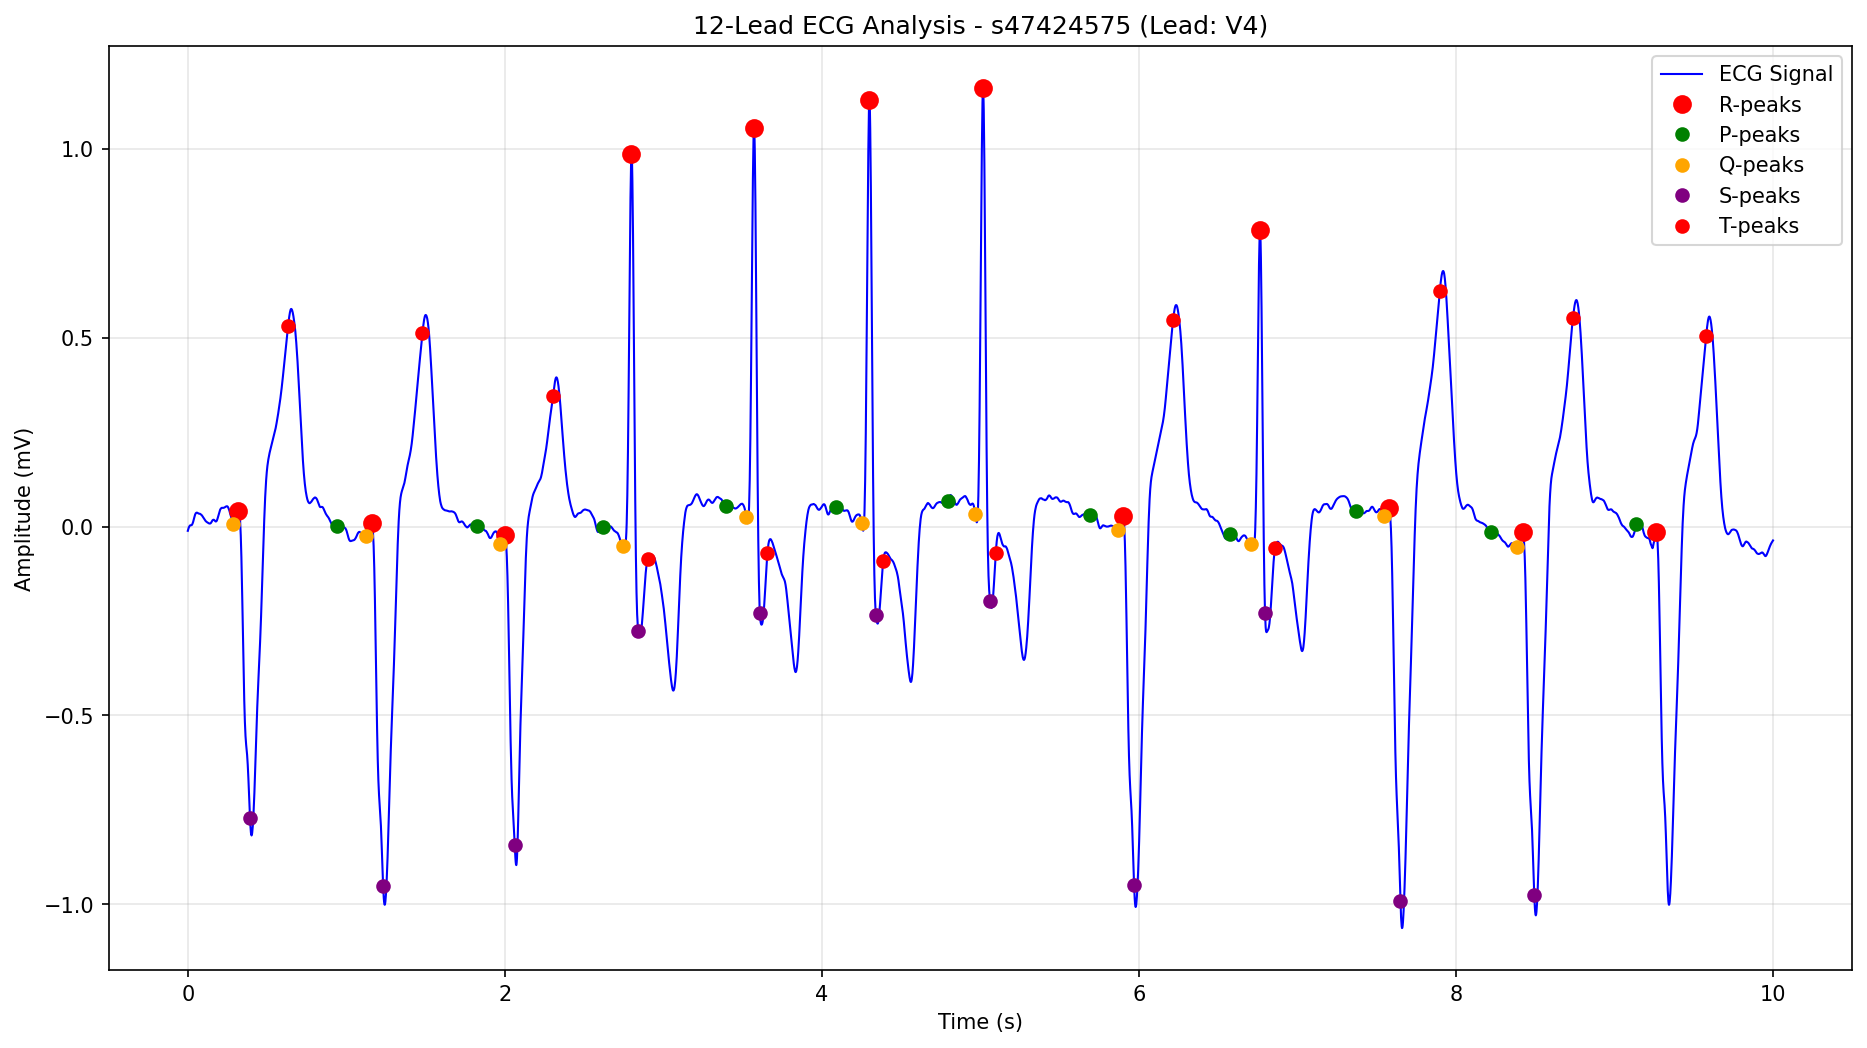 12-Lead ECG Analysis - s47424575 (Lead: V4)
ECG Signal
R-peaks
P-peaks
Q-peaks
S-peaks
T-peaks
Amplitude (mV)
1.0
0.5
0.0
−0.5
−1.0
0
2
4
6
8
10
Time (s)